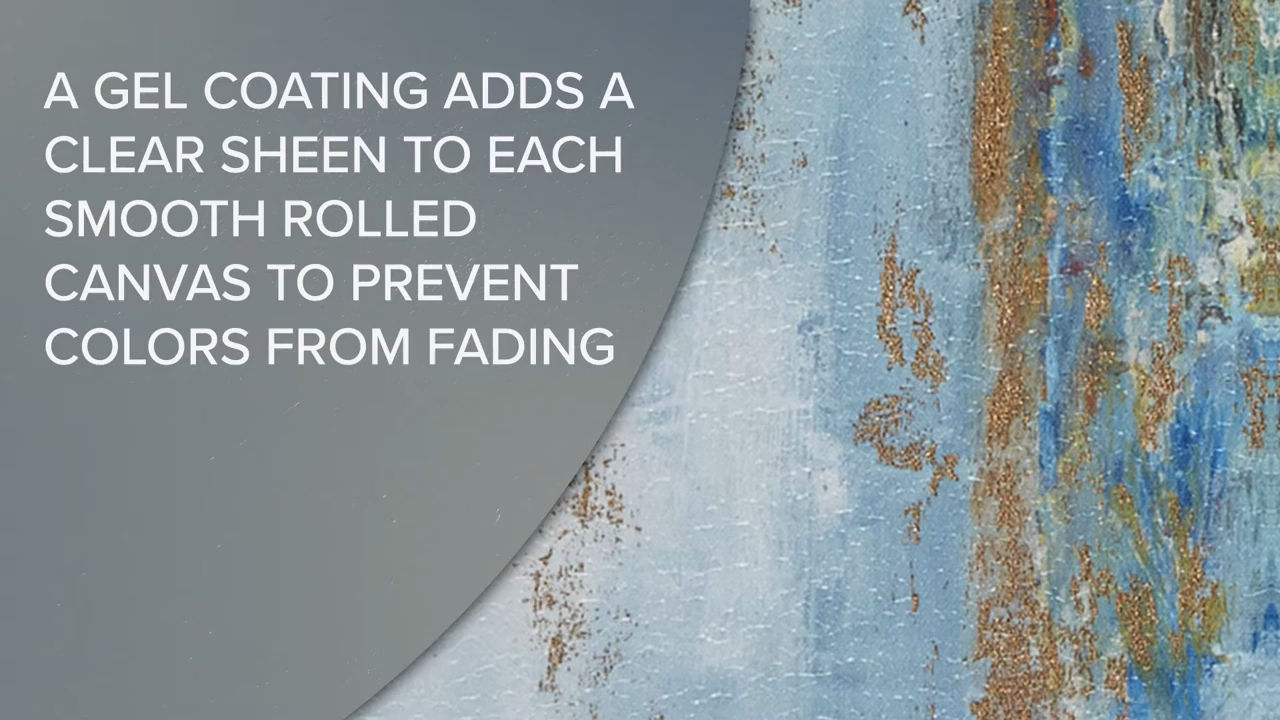 A GEL COATING ADDS A
CLEAR SHEEN TO EACH
SMOOTH ROLLED
CANVAS TO PREVENT
COLORS FROM FADING